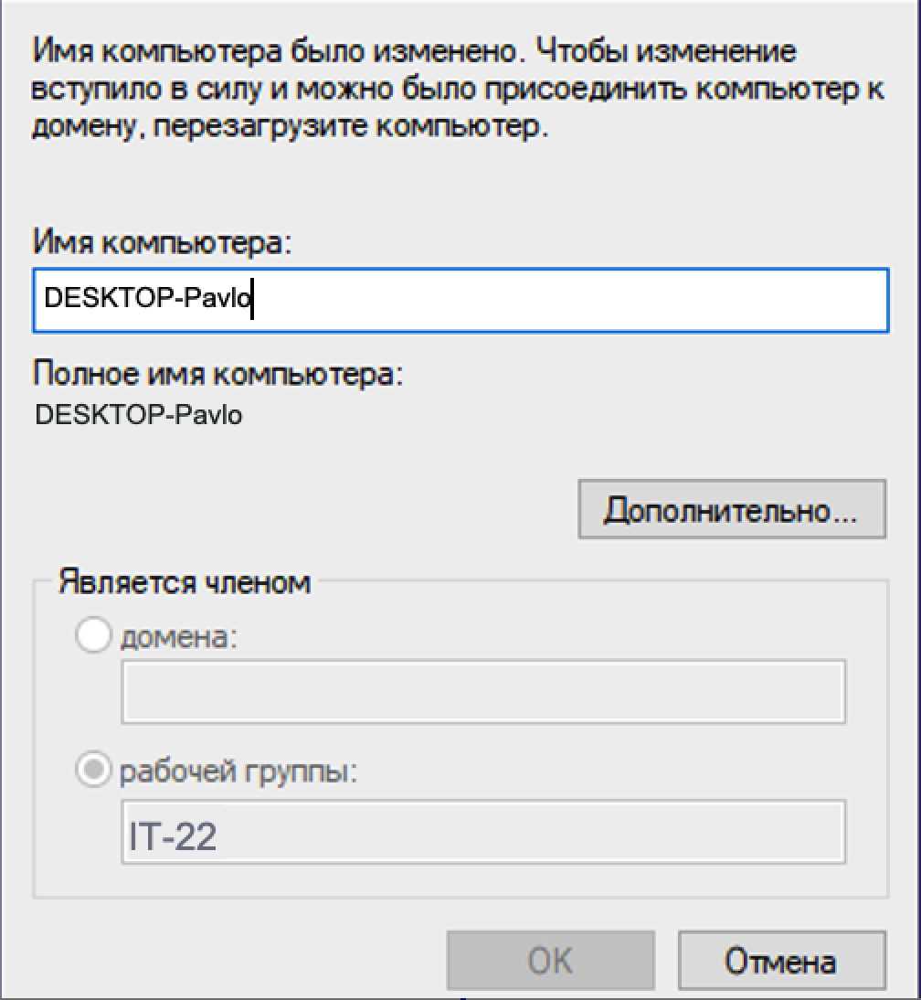 Имя компьютера было изменено. Чтобы изменение
вступило в силу и можно было присоединить компьютер к
домену, перезагрузите компьютер.
Имя компьютера:
DESKTOP-Pavlo
Полное имя компьютера:
DESKTOP-Pavlo
Дополнительно...
Является членом
домена:
рабочей группы:
IT-22
OK
Отмена